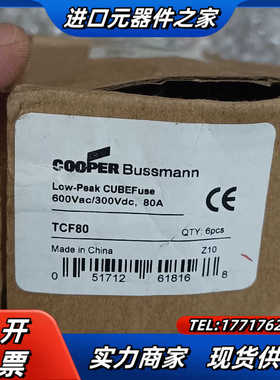 进口元器件之家
COOPER Bussmann
Low-Peak CUBEFuse
600Vac/300Vdc, 80A
CE
TCF80
QTY: 6pcs
Made in China
Z10
0 51712 61816 8
可开
票
TEL:1771762
实力商家 现货供